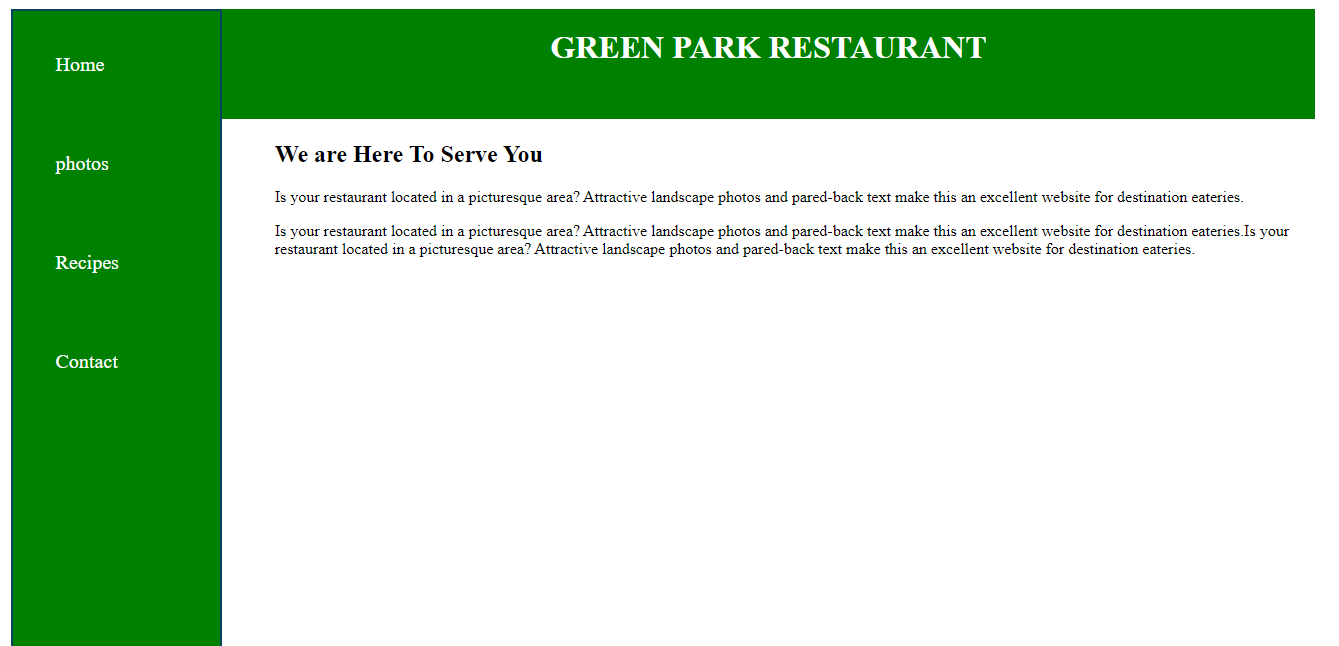 GREEN PARK RESTAURANT
Home
photos
Recipes
Contact
We are Here To Serve You
Is your restaurant located in a picturesque area? Attractive landscape photos and pared-back text make this an excellent website for destination eateries.
Is your restaurant located in a picturesque area? Attractive landscape photos and pared-back text make this an excellent website for destination eateries.Is your
restaurant located in a picturesque area? Attractive landscape photos and pared-back text make this an excellent website for destination eateries.